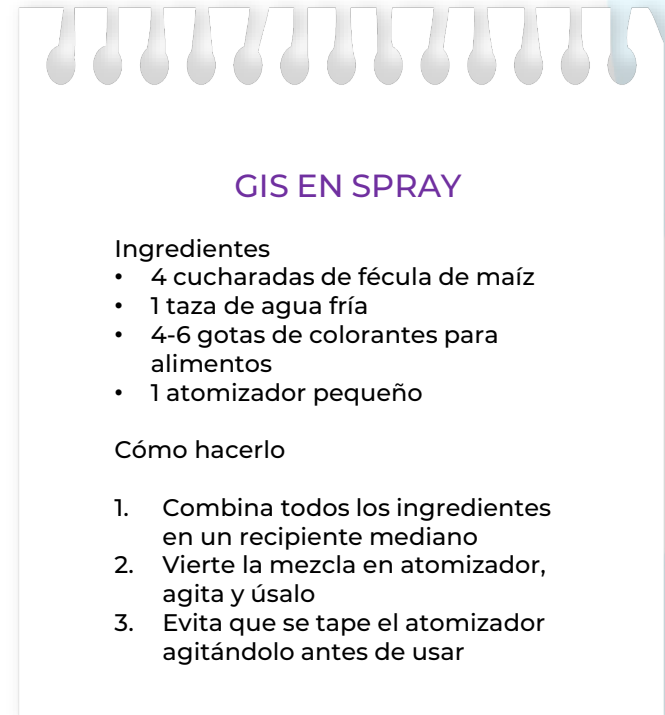 GIS EN SPRAY
Ingredientes
• 4 cucharadas de fécula de maíz
• 1 taza de agua fría
• 4-6 gotas de colorantes para
alimentos
• 1 atomizador pequeño
Cómo hacerlo
1. Combina todos los ingredientes
en un recipiente mediano
2. Vierte la mezcla en atomizador,
agita y úsalo
3. Evita que se tape el atomizador
agitándolo antes de usar